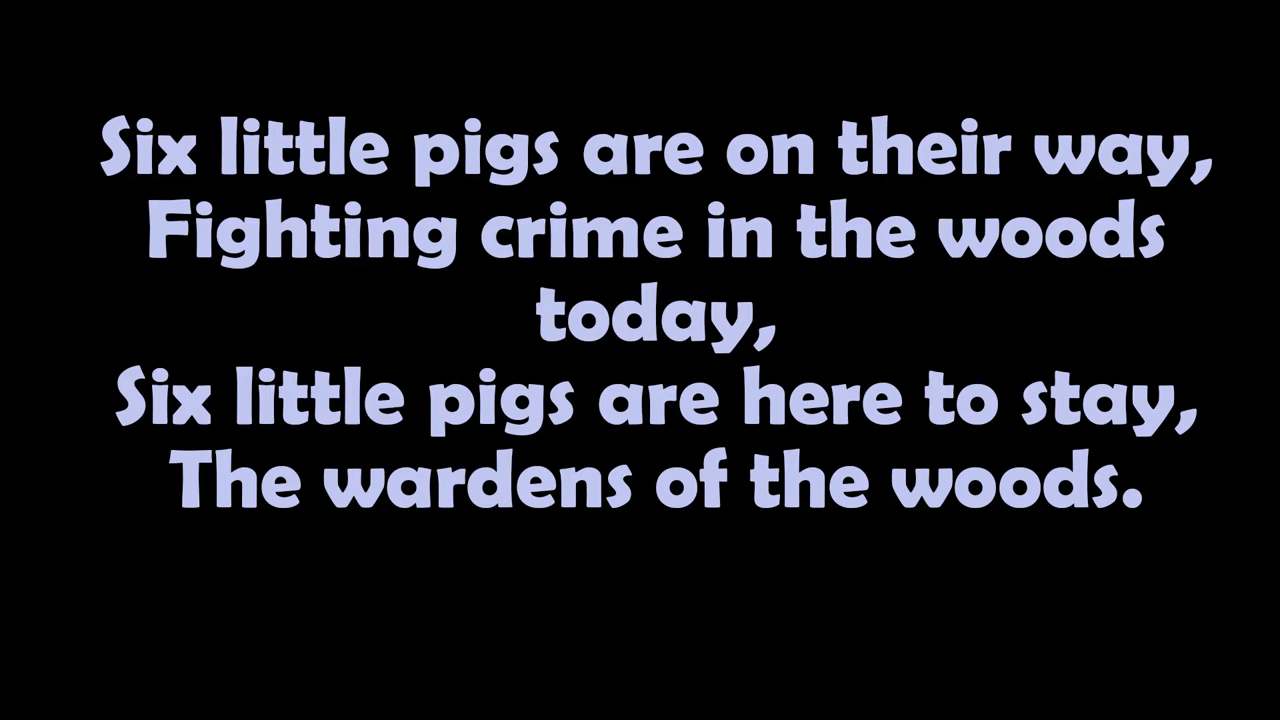 Six little pigs are on their way,
Fighting crime in the woods
today,
Six little pigs are here to stay,
The wardens of the woods.